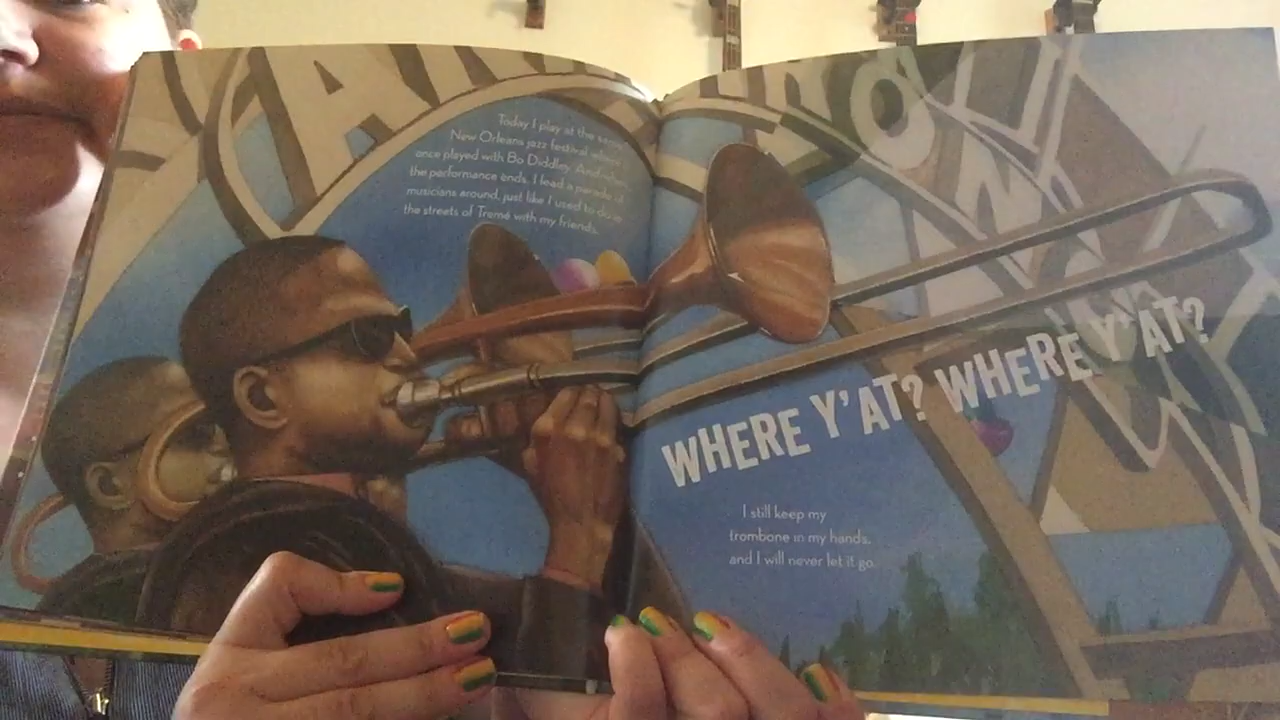 Today I play at the same
New Orleans jazz festival where I
once played with Bo Diddley. And when
the performance ends, I lead a parade of
musicians around, just like I used to do in
the streets of Tremé with my friends.
WHERE Y'AT? WHERE Y'AT?
I still keep my
trombone in my hands,
and I will never let it go.